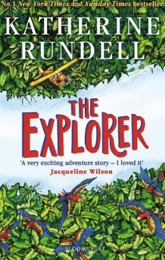 No.1 New York Times and Sunday Times bestseller
KATHERINE
RUNDELL
THE
EXPLORER
'A very exciting adventure story – I loved it'
Jacqueline Wilson
BLOOMSBURY